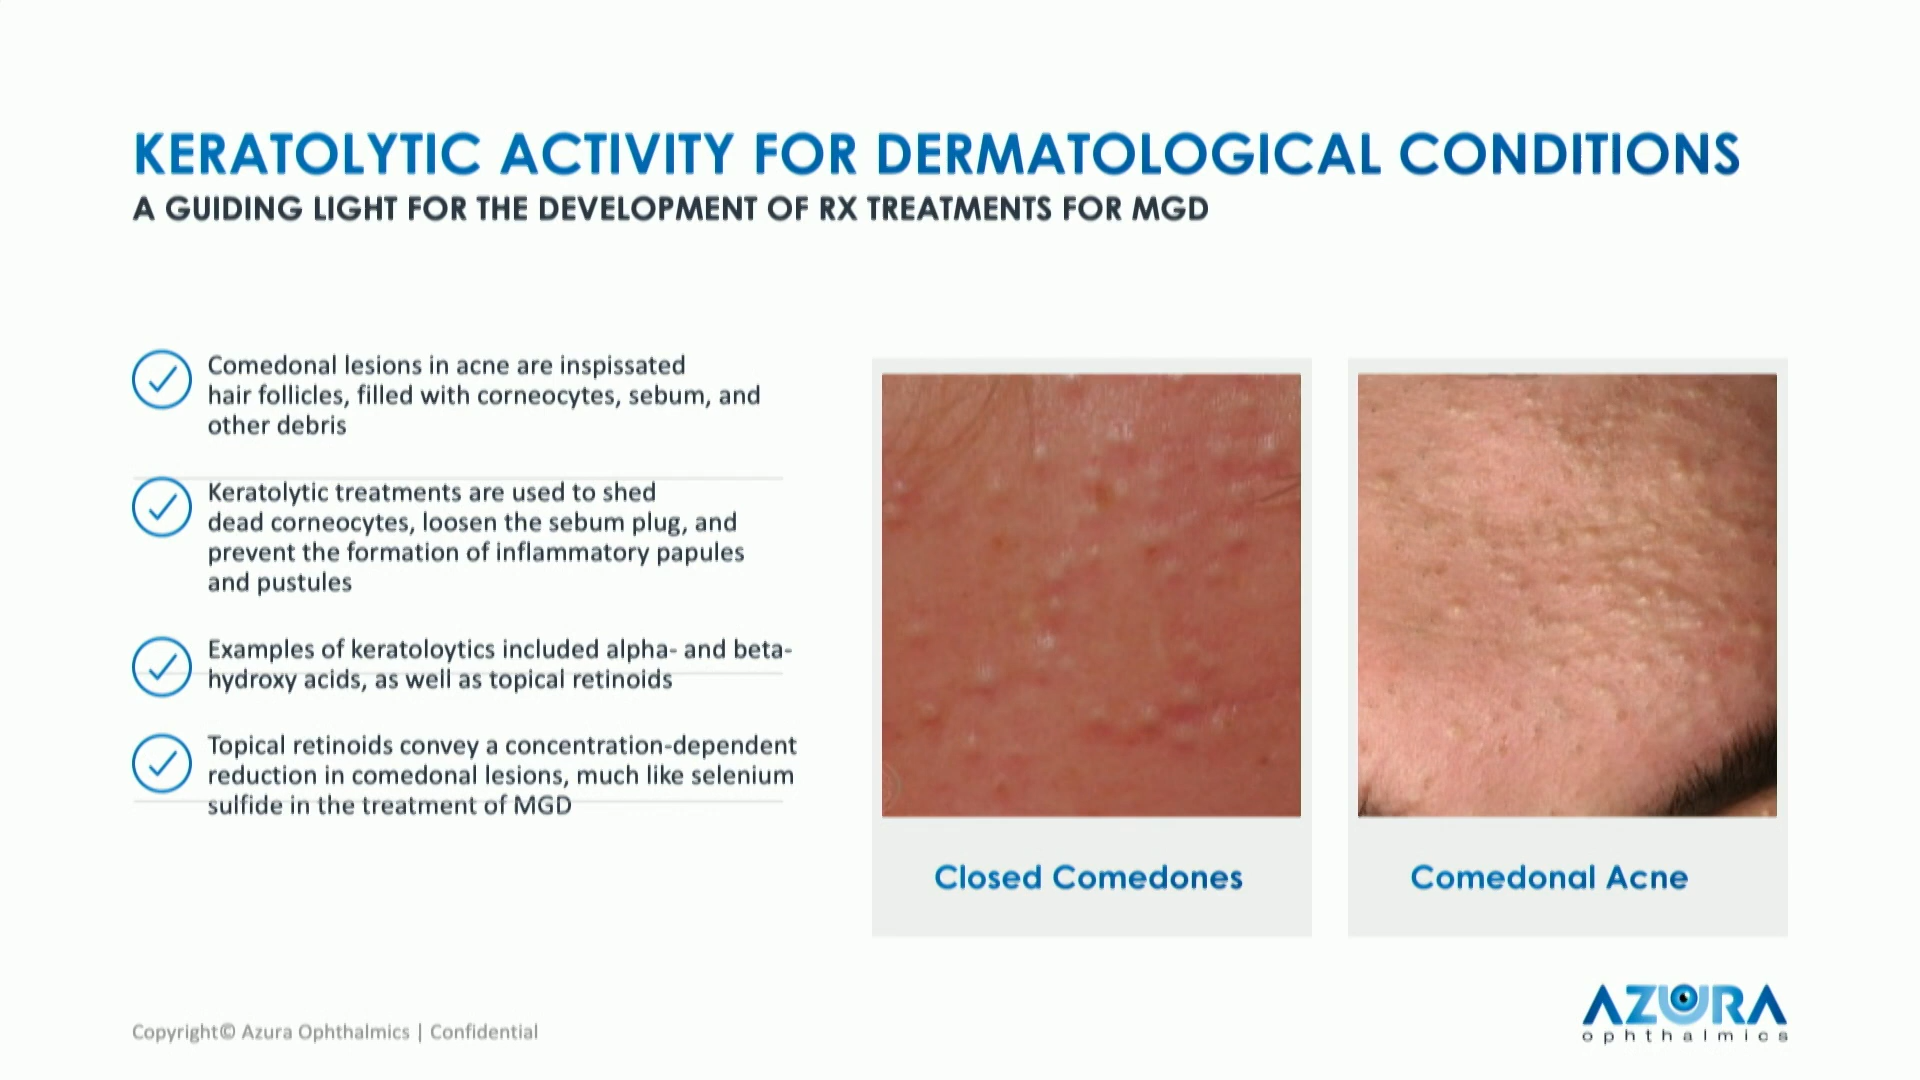 KERATOLYTIC ACTIVITY FOR DERMATOLOGICAL CONDITIONS
A GUIDING LIGHT FOR THE DEVELOPMENT OF RX TREATMENTS FOR MGD
Comedonal lesions in acne are inspissated
hair follicles, filled with corneocytes, sebum, and
other debris
Keratolytic treatments are used to shed
dead corneocytes, loosen the sebum plug, and
prevent the formation of inflammatory papules
and pustules
Examples of keratoloytics included alpha- and beta-
hydroxy acids, as well as topical retinoids
Topical retinoids convey a concentration-dependent
reduction in comedonal lesions, much like selenium
sulfide in the treatment of MGD
Closed Comedones
Comedonal Acne
Copyright© Azura Ophthalmics | Confidential
AZURA
ophthalmics